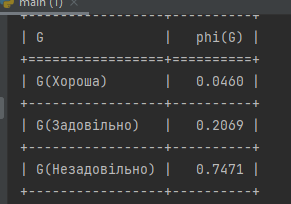 main (1) ×
+----------------+----------+
| G              |   phi(G) |
+================+==========+
| G(Хороша)      |   0.0460 |
+----------------+----------+
| G(Задовільно)  |   0.2069 |
+----------------+----------+
| G(Незадовільно) |   0.7471 |
+----------------+----------+